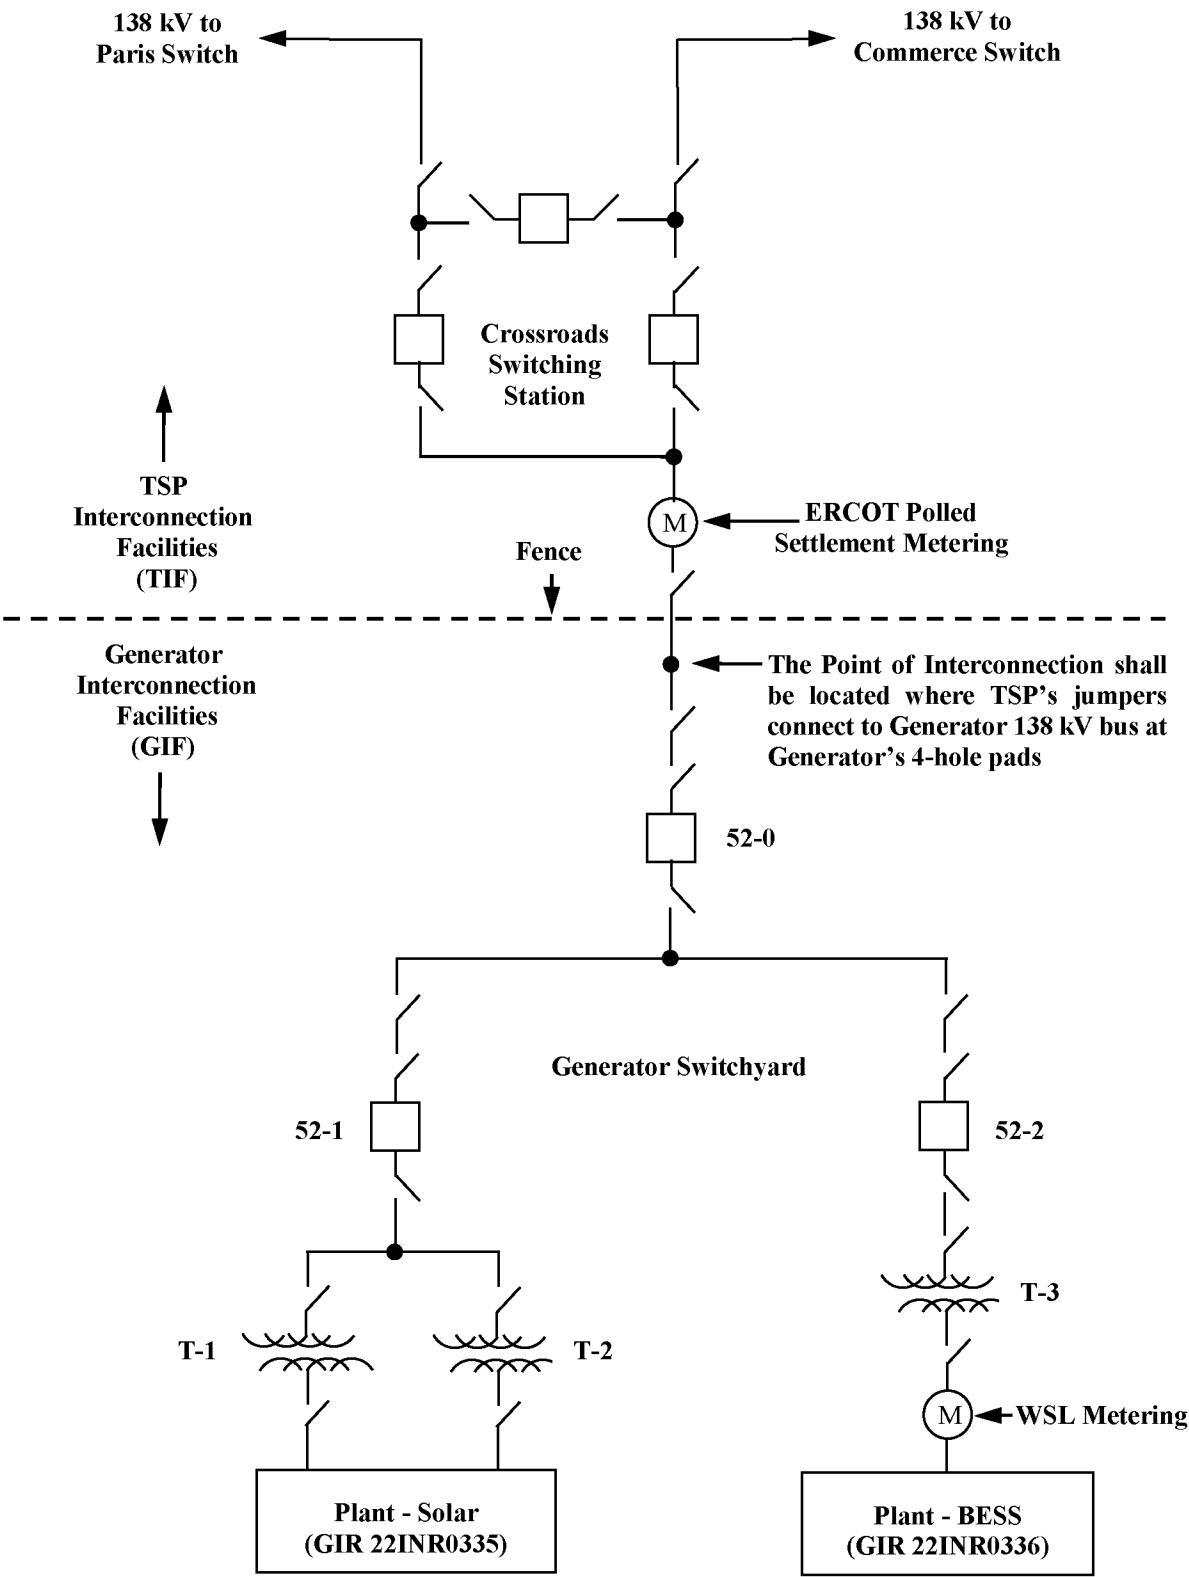 138 kV to
Paris Switch
138 kV to
Commerce Switch
Crossroads
Switching
Station
TSP
Interconnection
Facilities
(TIF)
M
ERCOT Polled
Settlement Metering
Fence
Generator
Interconnection
Facilities
(GIF)
The Point of Interconnection shall
be located where TSP's jumpers
connect to Generator 138 kV bus at
Generator's 4-hole pads
52-0
Generator Switchyard
52-1
52-2
T-1
T-2
T-3
M
WSL Metering
Plant - Solar
(GIR 22INR0335)
Plant - BESS
(GIR 22INR0336)